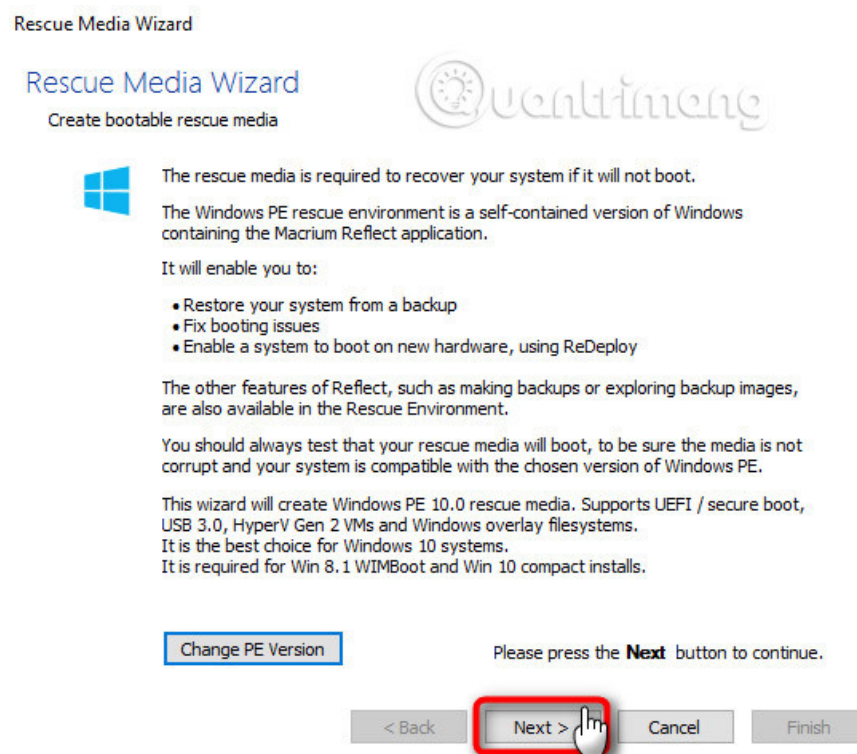 Rescue Media Wizard
Rescue Media Wizard
Quantrimang
Create bootable rescue media
The rescue media is required to recover your system if it will not boot.
The Windows PE rescue environment is a self-contained version of Windows
containing the Macrium Reflect application.
It will enable you to:
• Restore your system from a backup
• Fix booting issues
• Enable a system to boot on new hardware, using ReDeploy
The other features of Reflect, such as making backups or exploring backup images,
are also available in the Rescue Environment.
You should always test that your rescue media will boot, to be sure the media is not
corrupt and your system is compatible with the chosen version of Windows PE.
This wizard will create Windows PE 10.0 rescue media. Supports UEFI / secure boot,
USB 3.0, HyperV Gen 2 VMs and Windows overlay filesystems.
It is the best choice for Windows 10 systems.
It is required for Win 8.1 WIMBoot and Win 10 compact installs.
Change PE Version
Please press the Next button to continue.
< Back
Next >
Cancel
Finish